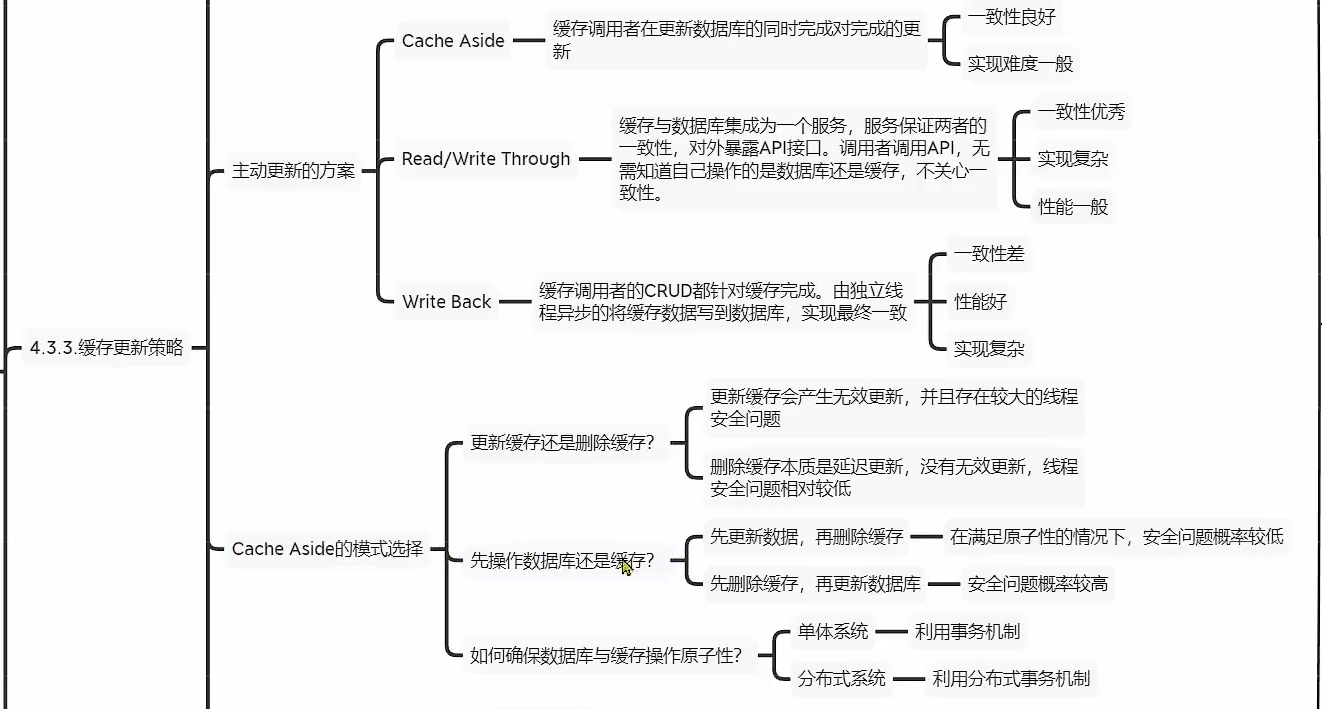 4.3.3.缓存更新策略
主动更新的方案
Cache Aside
缓存调用者在更新数据库的同时完成对完成的更
新
一致性良好
实现难度一般
Read/Write Through
缓存与数据库集成为一个服务，服务保证两者的
一致性，对外暴露API接口。调用者调用API，无
需知道自己操作的是数据库还是缓存，不关心一
致性。
一致性优秀
实现复杂
性能一般
Write Back
缓存调用者的CRUD都针对缓存完成。由独立线
程异步的将缓存数据写到数据库，实现最终一致
一致性差
性能好
实现复杂
Cache Aside的模式选择
更新缓存还是删除缓存？
更新缓存会产生无效更新，并且存在较大的线程
安全问题
删除缓存本质是延迟更新，没有无效更新，线程
安全问题相对较低
先操作数据库还是缓存？
先更新数据，再删除缓存
在满足原子性的情况下，安全问题概率较低
先删除缓存，再更新数据库
安全问题概率较高
如何确保数据库与缓存操作原子性？
单体系统
利用事务机制
分布式系统
利用分布式事务机制